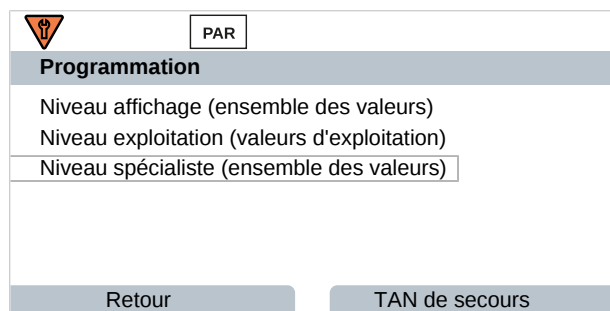 PAR
Programmation
Niveau affichage (ensemble des valeurs)
Niveau exploitation (valeurs d'exploitation)
Niveau spécialiste (ensemble des valeurs)
Retour TAN de secours